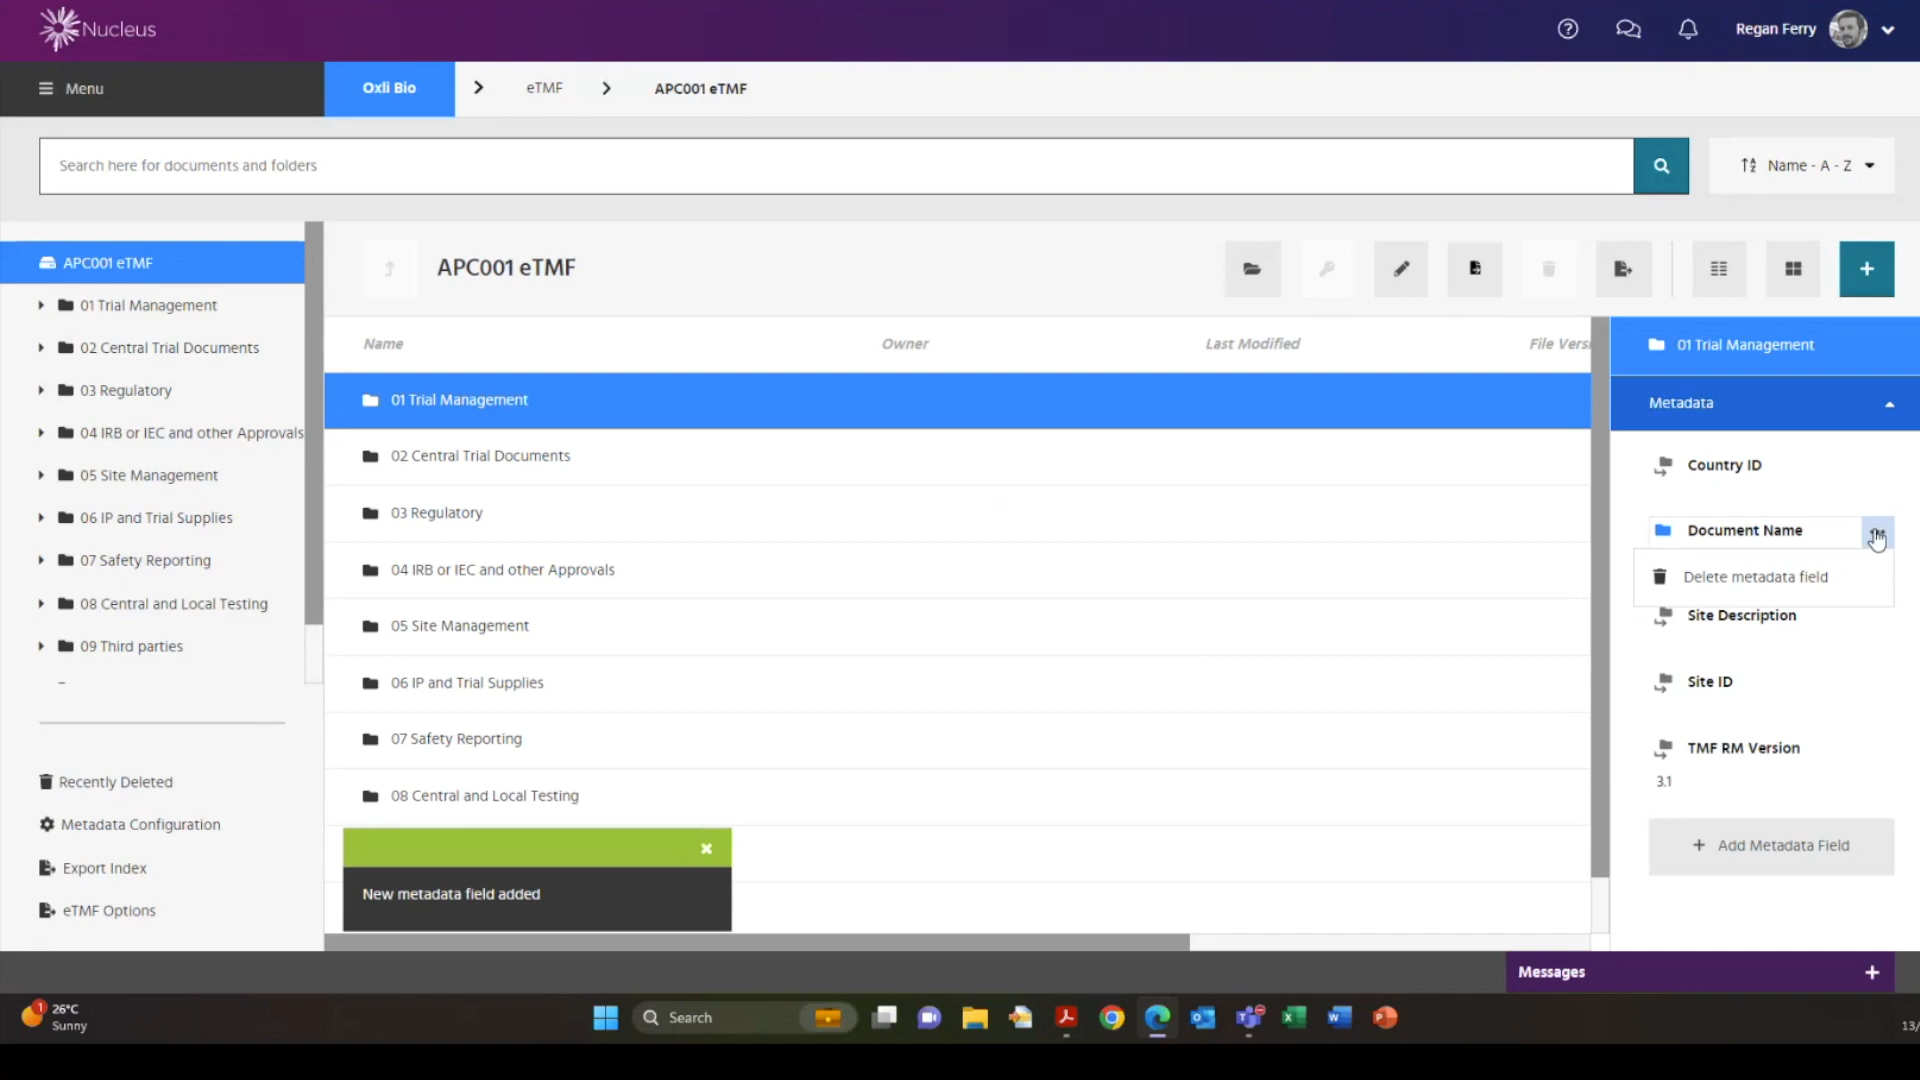 Nucleus
Regan Ferry
Menu
Oxli Bio
eTMF
APC001 eTMF
Search here for documents and folders
Name - A - Z
APC001 eTMF
01 Trial Management
02 Central Trial Documents
03 Regulatory
04 IRB or IEC and other Approvals
05 Site Management
06 IP and Trial Supplies
07 Safety Reporting
08 Central and Local Testing
09 Third parties
Recently Deleted
Metadata Configuration
Export Index
eTMF Options
APC001 eTMF
Name Owner Last Modified File Vers
01 Trial Management
02 Central Trial Documents
03 Regulatory
04 IRB or IEC and other Approvals
05 Site Management
06 IP and Trial Supplies
07 Safety Reporting
08 Central and Local Testing
New metadata field added
01 Trial Management
Metadata
Country ID
Document Name
Delete metadata field
Site Description
Site ID
TMF RM Version
3.1
+ Add Metadata Field
Messages
1
26°C
Sunny
Search
13/